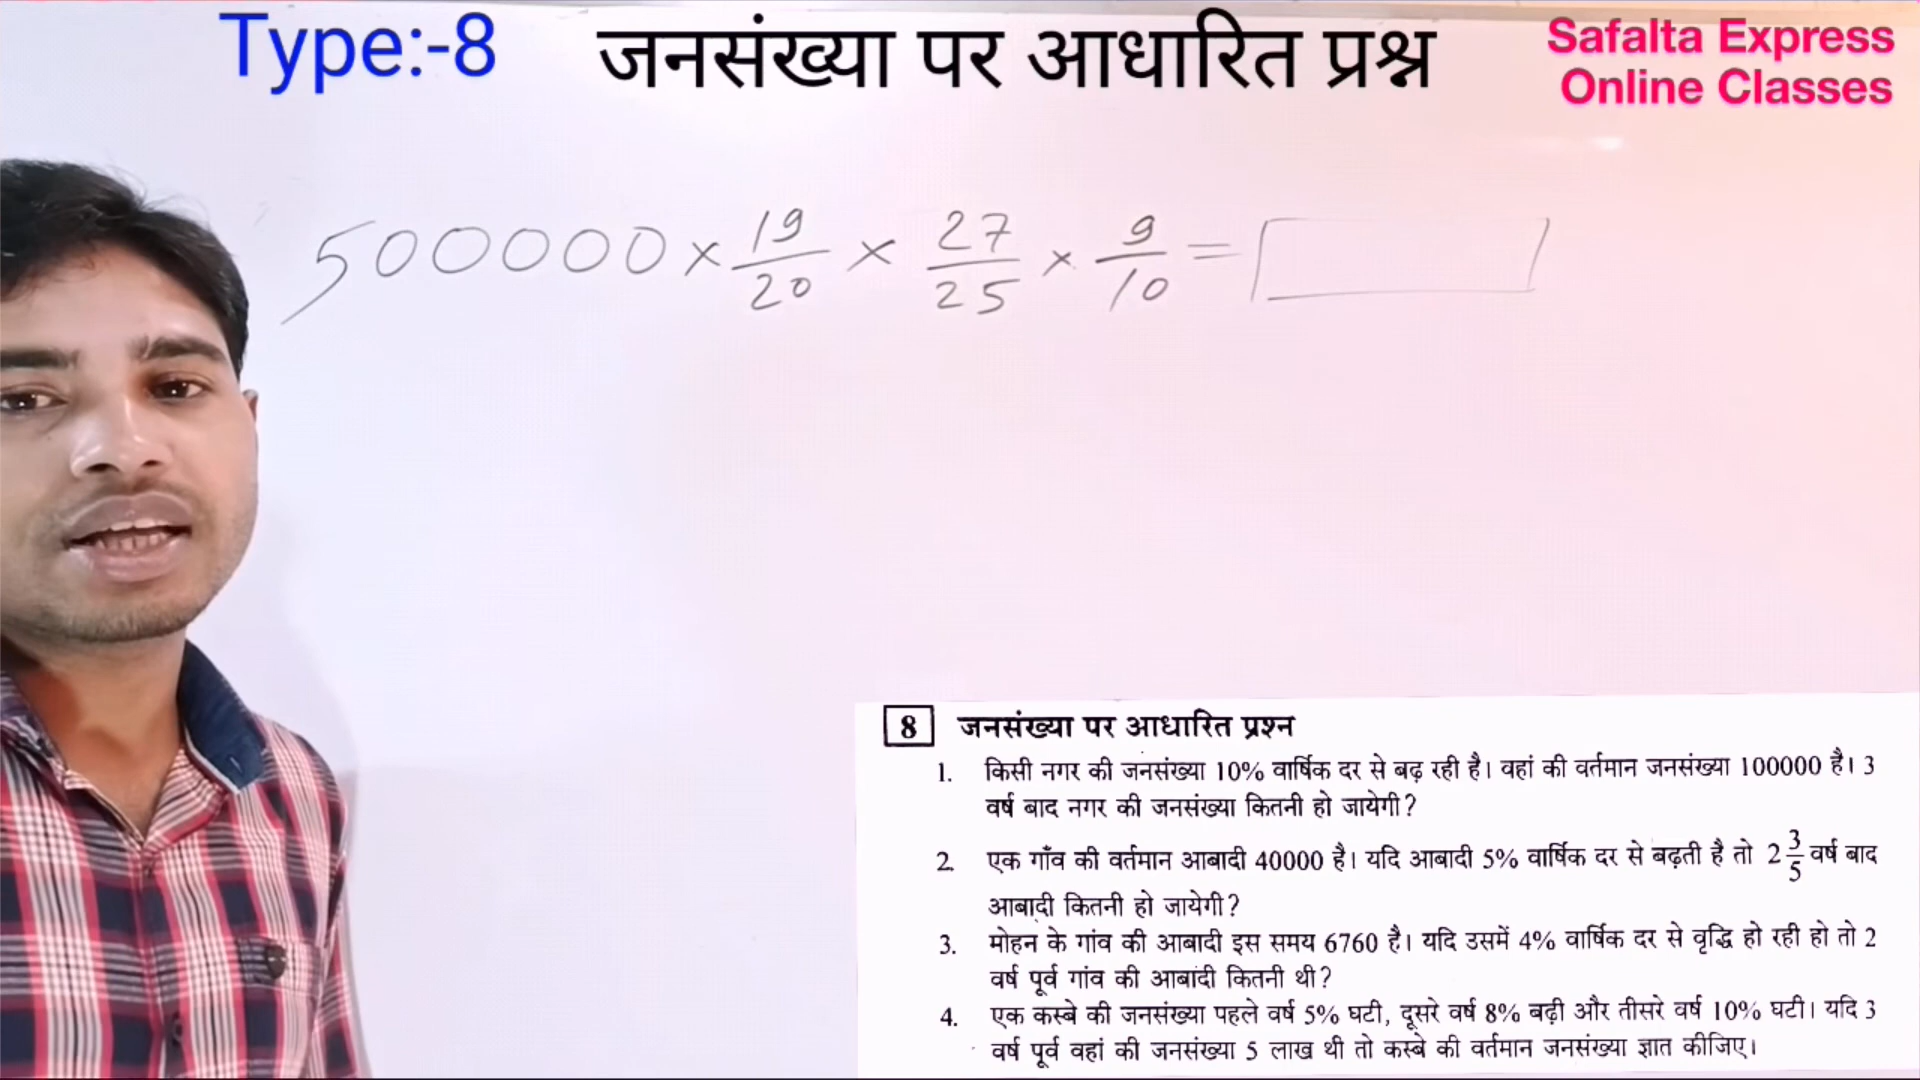 Type:-8 जनसंख्या पर आधारित प्रश्न
Safalta Express
Online Classes
500000 × 19/20 × 27/25 × 9/10 =
8 जनसंख्या पर आधारित प्रश्न
1. किसी नगर की जनसंख्या 10% वार्षिक दर से बढ़ रही है। वहां की वर्तमान जनसंख्या 100000 है। 3
वर्ष बाद नगर की जनसंख्या कितनी हो जायेगी?
2. एक गाँव की वर्तमान आबादी 40000 है। यदि आबादी 5% वार्षिक दर से बढ़ती है तो 2 3/5 वर्ष बाद
आबादी कितनी हो जायेगी?
3. मोहन के गांव की आबादी इस समय 6760 है। यदि उसमें 4% वार्षिक दर से वृद्धि हो रही हो तो 2
वर्ष पूर्व गांव की आबादी कितनी थी?
4. एक कस्बे की जनसंख्या पहले वर्ष 5% घटी, दूसरे वर्ष 8% बढ़ी और तीसरे वर्ष 10% घटी। यदि 3
वर्ष पूर्व वहां की जनसंख्या 5 लाख थी तो कस्बे की वर्तमान जनसंख्या ज्ञात कीजिए।